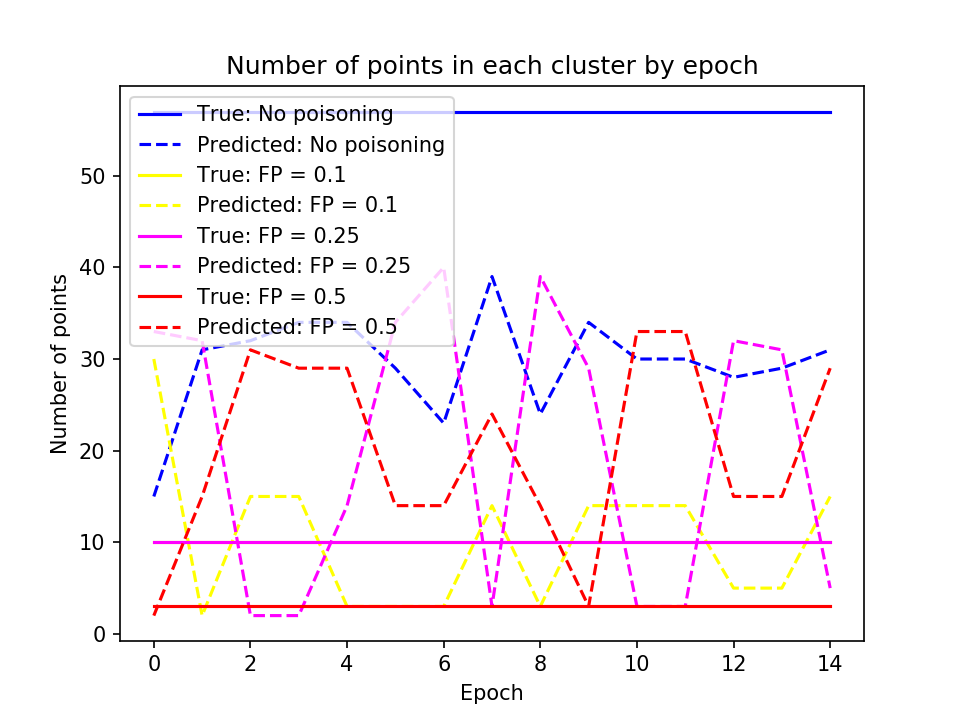 Number of points in each cluster by epoch
True: No poisoning
Predicted: No poisoning
True: FP = 0.1
Predicted: FP = 0.1
True: FP = 0.25
Predicted: FP = 0.25
True: FP = 0.5
Predicted: FP = 0.5
Number of points
50
40
30
20
10
0
0 2 4 6 8 10 12 14
Epoch